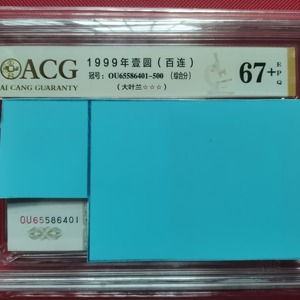 ACG
AI CANG GUARANTY
1999年壹圆（百连）
冠号：OU65586401-500 （综合分）
（大叶兰☆☆☆）
67+
EPQ
OU65586401